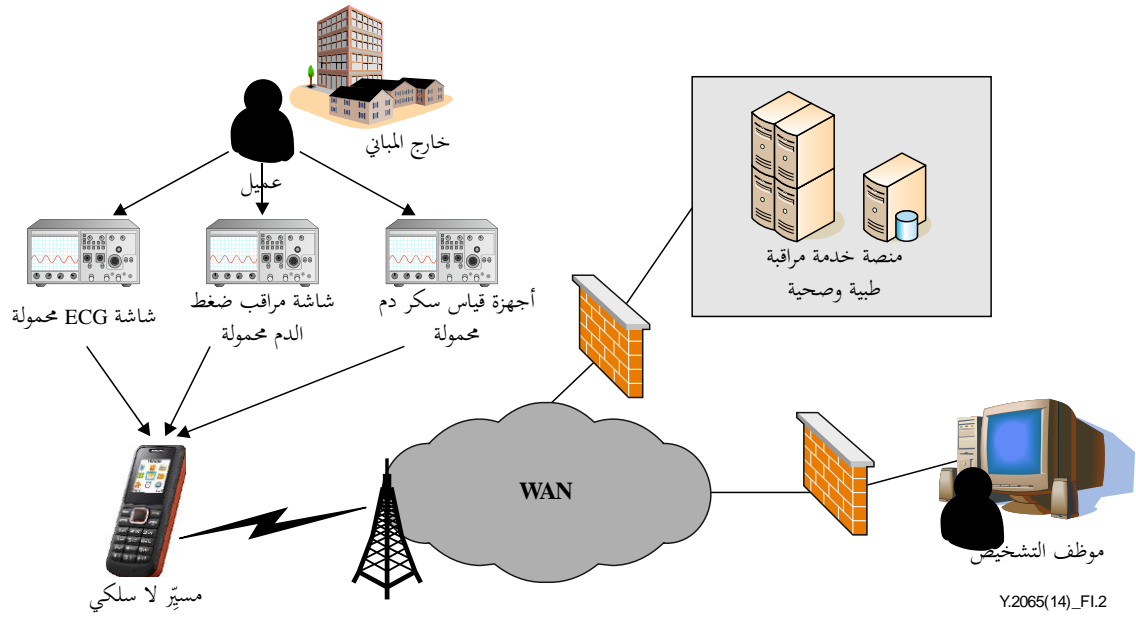 خارج المباني
عميل
شاشة ECG محمولة
شاشة مراقب ضغط
الدم محمولة
أجهزة قياس سكر دم
محمولة
منصة خدمة مراقبة
طبية وصحية
WAN
موظف التشخيص
مسيِّر لا سلكي
Y.2065(14)_FI.2